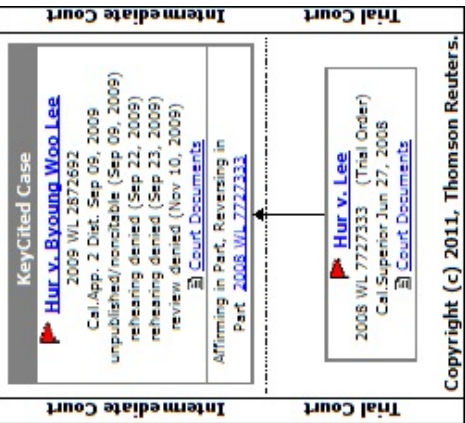 Intermediate Court
Trial Court
KeyCited Case
Hur v. Byoung Woo Lee
2009 WL 2872692
Cal.App. 2 Dist. Sep 09, 2009
unpublished/noncitable (Sep 09, 2009)
rehearing denied (Sep 22, 2009)
rehearing denied (Sep 23, 2009)
review denied (Nov 10, 2009)
Court Documents
Affirming in Part, Reversing in
Part 2008 WL 7727333
Hur v. Lee
2008 WL 7727333 (Trial Order)
Cal.Superior Jun 27, 2008
Court Documents
Copyright (c) 2011, Thomson Reuters.
Intermediate Court
Trial Court